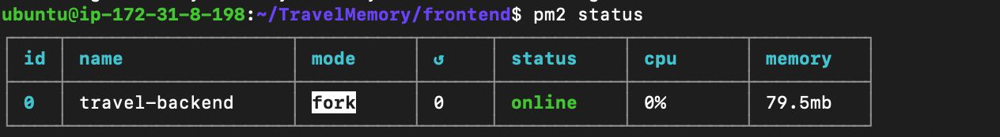 ubuntu@ip-172-31-8-198:~/TravelMemory/frontend$ pm2 status
id name mode ↺ status cpu memory
0 travel-backend fork 0 online 0% 79.5mb